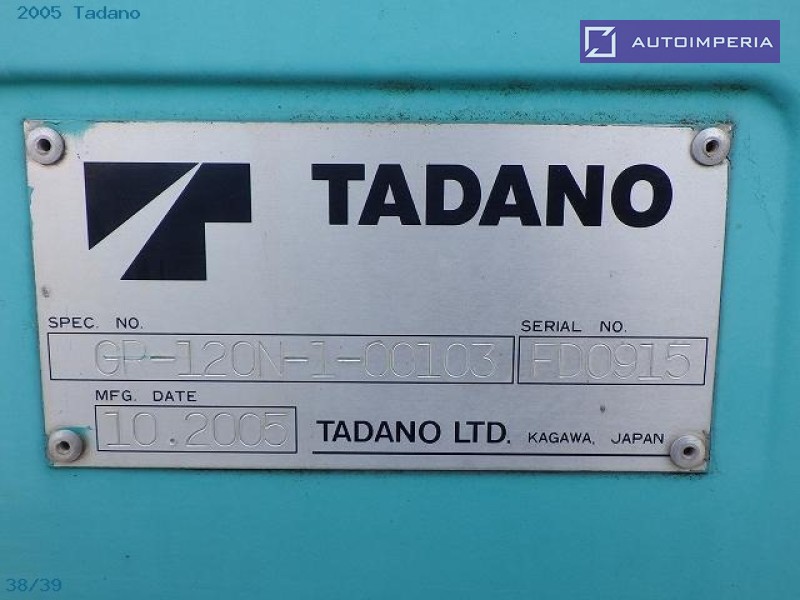 2005 Tadano
AUTOIMPERIA
TADANO
SPEC. NO.
SERIAL NO.
GR-120N-1-00103
FD0915
MFG. DATE
10.2005
TADANO LTD. KAGAWA, JAPAN
38/39